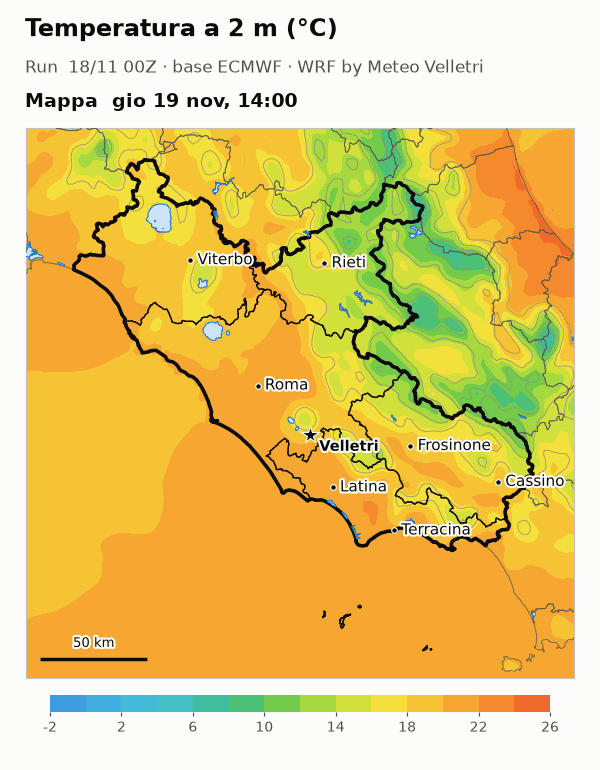 Temperatura a 2 m (°C)
Run  18/11 00Z · base ECMWF · WRF by Meteo Velletri
Mappa  gio 19 nov, 14:00
Viterbo
Rieti
Roma
Velletri
Frosinone
Cassino
Latina
Terracina
50 km
-2 2 6 10 14 18 22 26